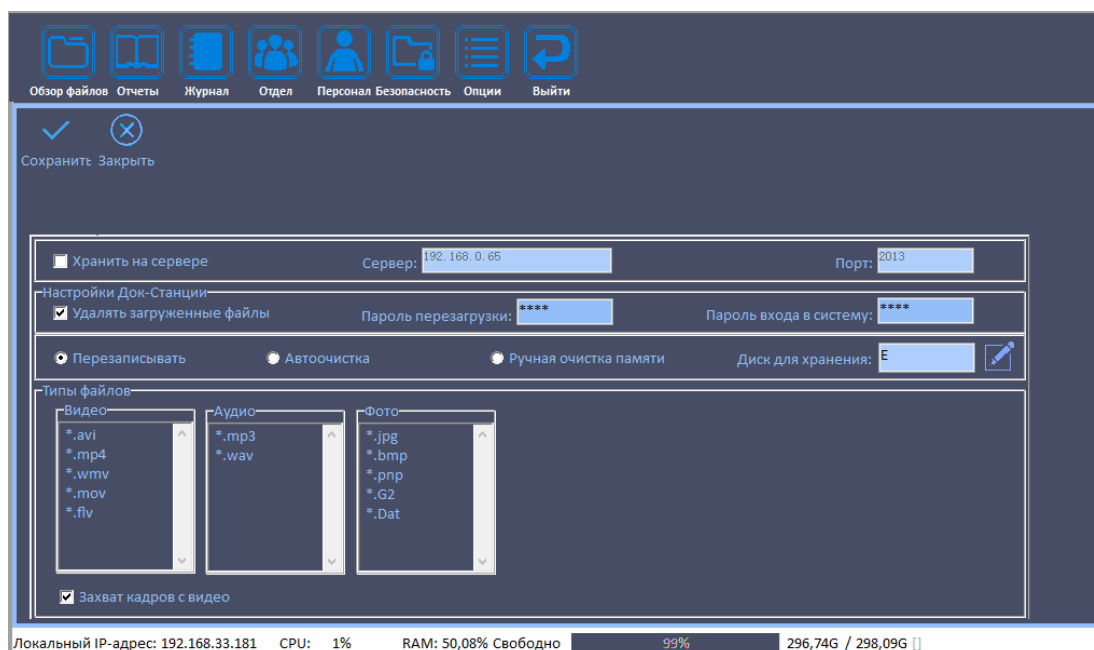 Обзор файлов Отчеты Журнал Отдел Персонал Безопасность Опции Выйти
Сохранить Закрыть
Хранить на сервере Сервер: 192.168.0.65 Порт: 2013
Настройки Док-Станции
Удалять загруженные файлы Пароль перезагрузки: **** Пароль входа в систему: ****
Перезаписывать Автоочистка Ручная очистка памяти Диск для хранения: E
Типы файлов
Видео Аудио Фото
*.avi *.mp3 *.jpg
*.mp4 *.wav *.bmp
*.wmv *.pnp
*.mov *.G2
*.flv *.Dat
Захват кадров с видео
Локальный IP-адрес: 192.168.33.181 CPU: 1% RAM: 50,08% Свободно 99% 296,74G / 298,09G []